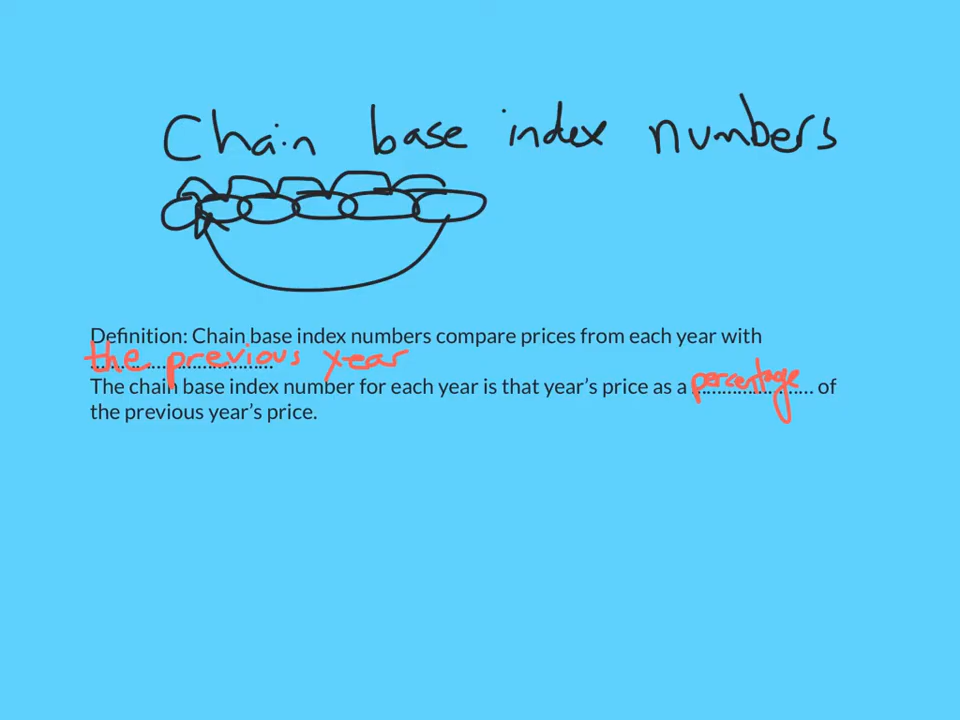 Chain base index numbers
Definition: Chain base index numbers compare prices from each year with
the previous year
The chain base index number for each year is that year's price as a percentage of
the previous year's price.